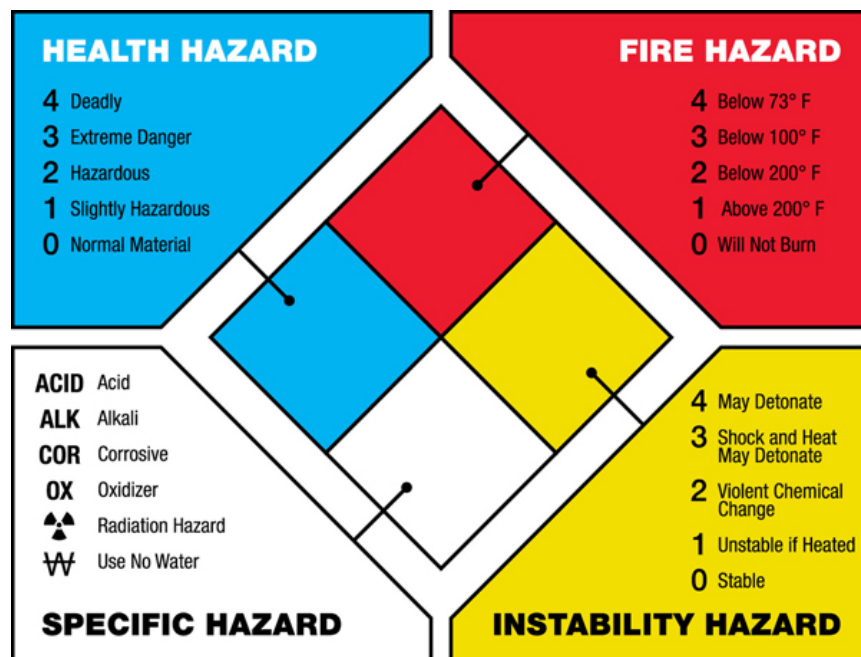 HEALTH HAZARD
4 Deadly
3 Extreme Danger
2 Hazardous
1 Slightly Hazardous
0 Normal Material
FIRE HAZARD
4 Below 73° F
3 Below 100° F
2 Below 200° F
1 Above 200° F
0 Will Not Burn
ACID Acid
ALK Alkali
COR Corrosive
OX Oxidizer
Radiation Hazard
W Use No Water
SPECIFIC HAZARD
4 May Detonate
3 Shock and Heat
May Detonate
2 Violent Chemical
Change
1 Unstable if Heated
0 Stable
INSTABILITY HAZARD